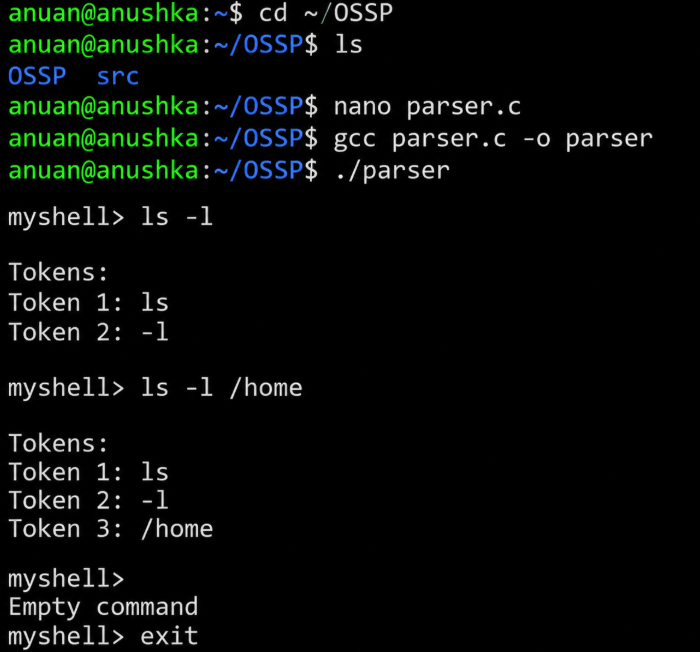 anuan@anushka:~$ cd ~/OSSP
anuan@anushka:~/OSSP$ ls
OSSP  src
anuan@anushka:~/OSSP$ nano parser.c
anuan@anushka:~/OSSP$ gcc parser.c -o parser
anuan@anushka:~/OSSP$ ./parser
myshell> ls -l
Tokens:
Token 1: ls
Token 2: -l
myshell> ls -l /home
Tokens:
Token 1: ls
Token 2: -l
Token 3: /home
myshell>
Empty command
myshell> exit